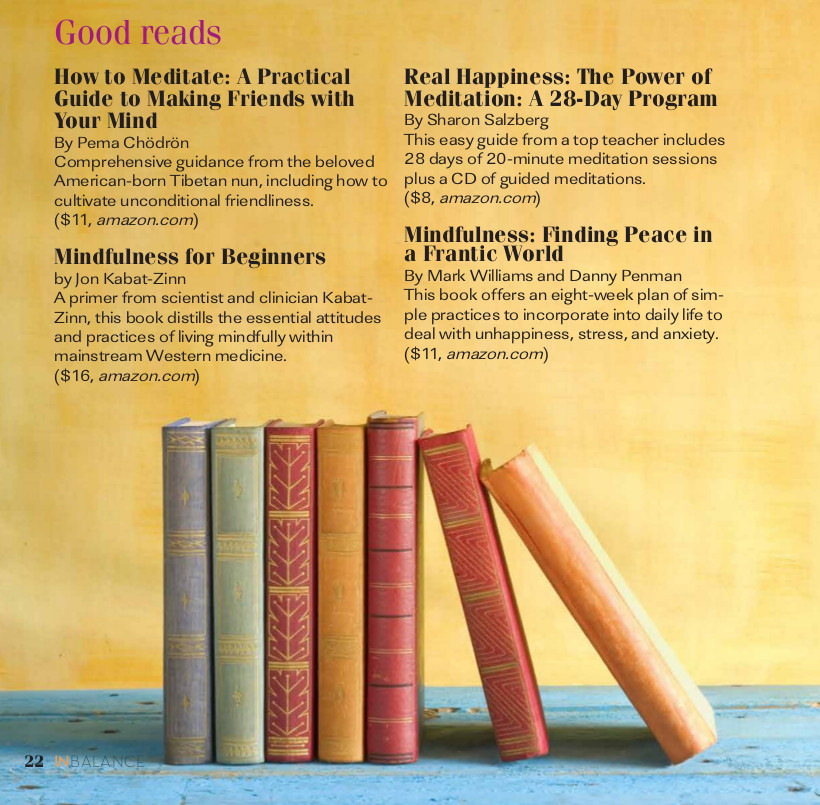 Good reads
How to Meditate: A Practical
Guide to Making Friends with
Your Mind
By Pema Chödrön
Comprehensive guidance from the beloved
American-born Tibetan nun, including how to
cultivate unconditional friendliness.
($11, amazon.com)
Mindfulness for Beginners
by Jon Kabat-Zinn
A primer from scientist and clinician Kabat-
Zinn, this book distills the essential attitudes
and practices of living mindfully within
mainstream Western medicine.
($16, amazon.com)
Real Happiness: The Power of
Meditation: A 28-Day Program
By Sharon Salzberg
This easy guide from a top teacher includes
28 days of 20-minute meditation sessions
plus a CD of guided meditations.
($8, amazon.com)
Mindfulness: Finding Peace in
a Frantic World
By Mark Williams and Danny Penman
This book offers an eight-week plan of sim-
ple practices to incorporate into daily life to
deal with unhappiness, stress, and anxiety.
($11, amazon.com)
22 INBALANCE